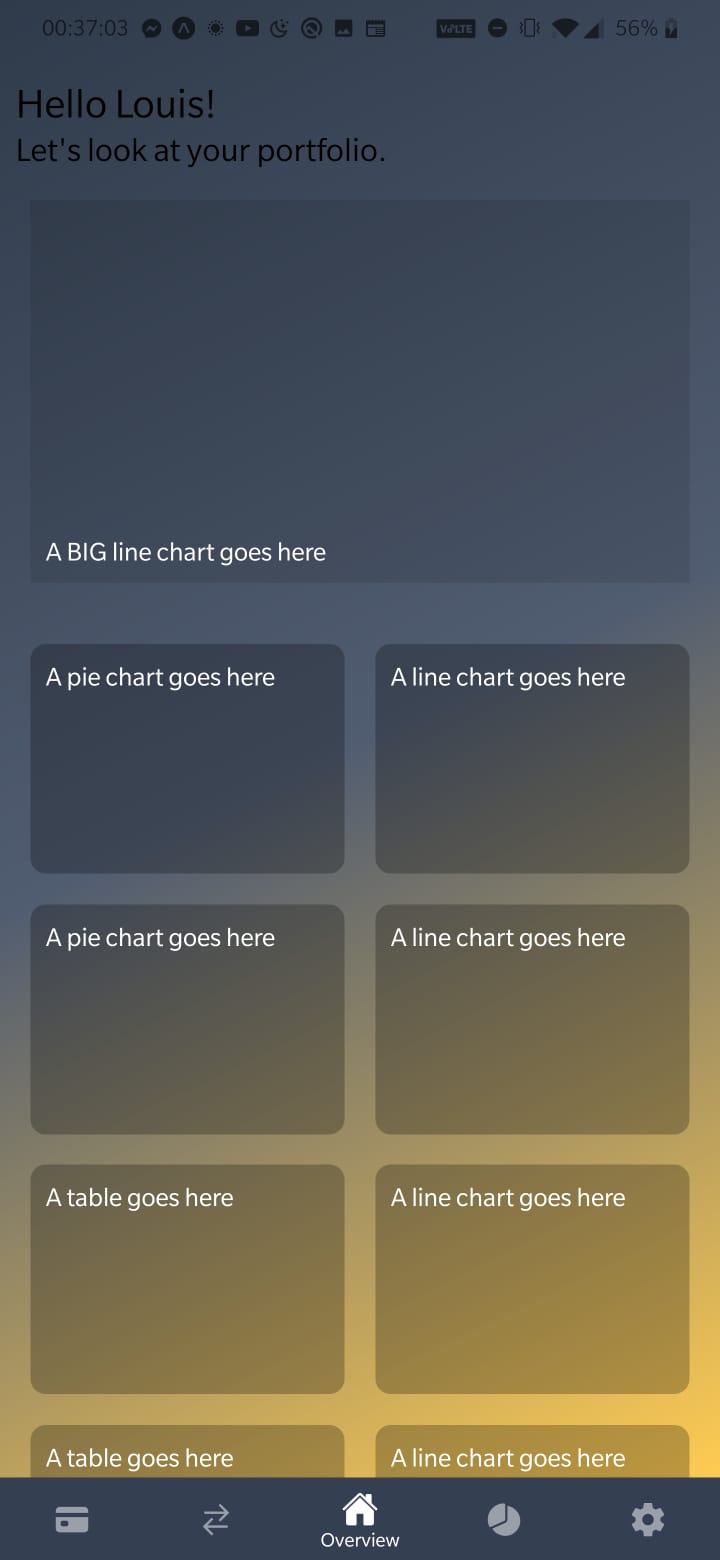 00:37:03 VoLTE 56%
Hello Louis!
Let's look at your portfolio.
A BIG line chart goes here
A pie chart goes here A line chart goes here
A pie chart goes here A line chart goes here
A table goes here A line chart goes here
A table goes here A line chart goes here
Overview